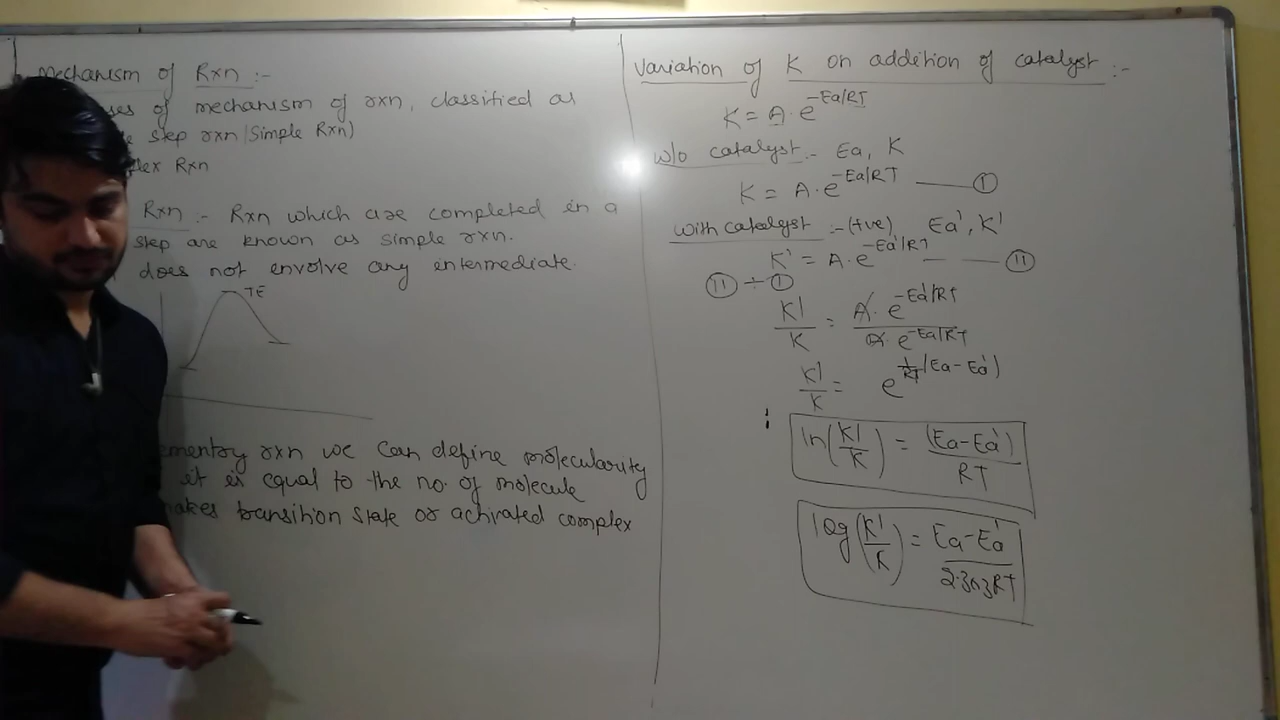 Mechanism of Rxn :-
of mechanism of rxn, classified as
step rxn/Simple Rxn)
Rxn
Rxn :- Rxn which are completed in a
step are known as simple rxn.
does not envolve any intermediate.
TE
rxn we can define molecularity
it is equal to the no. of molecule
makes transition state or activated complex
Variation of K on addition of catalyst :-
K = A·e^-Ea/RT
w/o catalyst :- Ea, K
K = A·e^-Ea/RT —— Ⓘ
with catalyst :- (+ve) Ea', K'
K' = A·e^-Ea'/RT — —— Ⓘⓘ
Ⓘⓘ ÷ Ⓘ
K'/K = A·e^-Ea'/RT / A·e^-Ea/RT
K'/K = e^1/RT(Ea-Ea')
ln(K'/K) = (Ea-Ea')/RT
log(K'/K) = Ea-Ea'/2.303RT